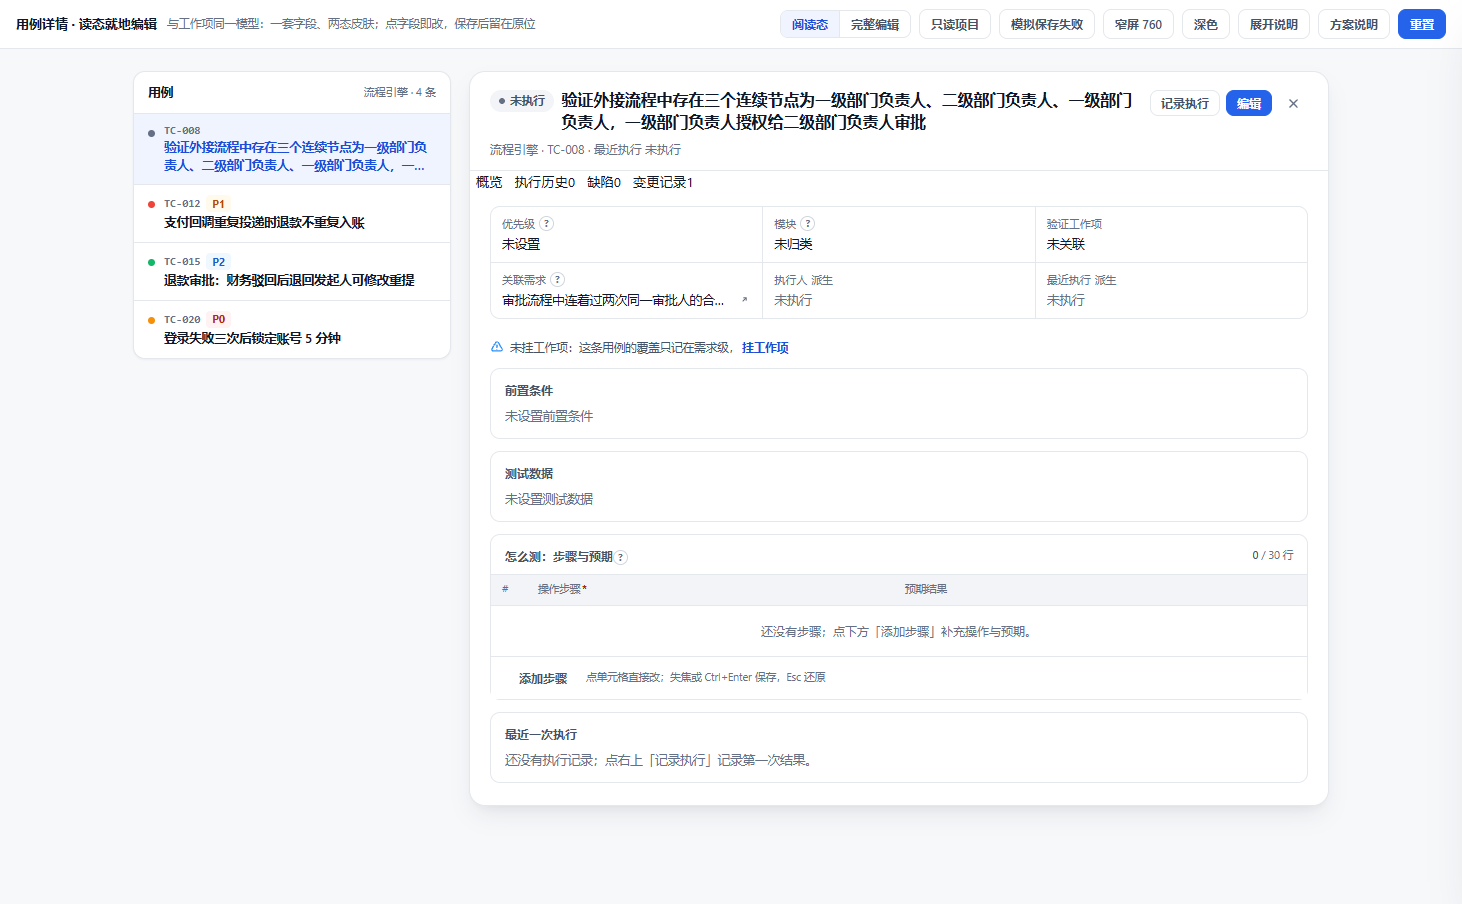 用例详情 · 读态就地编辑 与工作项同一模型：一套字段、两态皮肤；点字段即改，保存后留在原位
阅读态 完整编辑 只读项目 模拟保存失败 窄屏 760 深色 展开说明 方案说明 重置
用例 流程引擎 · 4 条
TC-008
验证外接流程中存在三个连续节点为一级部门负
责人、二级部门负责人、一级部门负责人，一...
TC-012 P1
支付回调重复投递时退款不重复入账
TC-015 P2
退款审批：财务驳回后退回发起人可修改重提
TC-020 P0
登录失败三次后锁定账号 5 分钟
未执行 验证外接流程中存在三个连续节点为一级部门负责人、二级部门负责人、一级部门
负责人，一级部门负责人授权给二级部门负责人审批
记录执行 编辑 ×
流程引擎 · TC-008 · 最近执行 未执行
概览 执行历史0 缺陷0 变更记录1
优先级 ? 模块 ? 验证工作项
未设置 未归类 未关联
关联需求 ? 执行人 派生 最近执行 派生
审批流程中连着过两次同一审批人的合... ↗ 未执行 未执行
未挂工作项：这条用例的覆盖只记在需求级， 挂工作项
前置条件
未设置前置条件
测试数据
未设置测试数据
怎么测：步骤与预期 ? 0 / 30 行
# 操作步骤* 预期结果
还没有步骤；点下方「添加步骤」补充操作与预期。
添加步骤 点单元格直接改；失焦或 Ctrl+Enter 保存，Esc 还原
最近一次执行
还没有执行记录；点右上「记录执行」记录第一次结果。